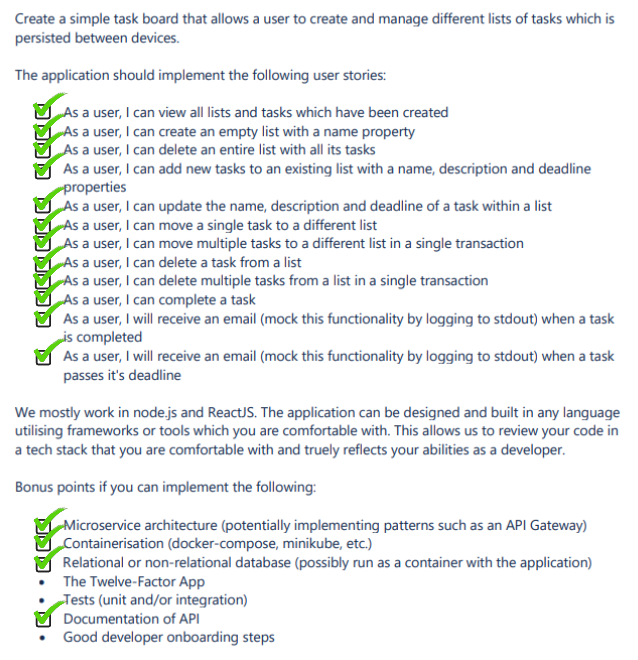 Create a simple task board that allows a user to create and manage different lists of tasks which is
persisted between devices.
The application should implement the following user stories:
As a user, I can view all lists and tasks which have been created
As a user, I can create an empty list with a name property
As a user, I can delete an entire list with all its tasks
As a user, I can add new tasks to an existing list with a name, description and deadline
properties
As a user, I can update the name, description and deadline of a task within a list
As a user, I can move a single task to a different list
As a user, I can move multiple tasks to a different list in a single transaction
As a user, I can delete a task from a list
As a user, I can delete multiple tasks from a list in a single transaction
As a user, I can complete a task
As a user, I will receive an email (mock this functionality by logging to stdout) when a task
is completed
As a user, I will receive an email (mock this functionality by logging to stdout) when a task
passes it's deadline
We mostly work in node.js and ReactJS. The application can be designed and built in any language
utilising frameworks or tools which you are comfortable with. This allows us to review your code in
a tech stack that you are comfortable with and truely reflects your abilities as a developer.
Bonus points if you can implement the following:
Microservice architecture (potentially implementing patterns such as an API Gateway)
Containerisation (docker-compose, minikube, etc.)
Relational or non-relational database (possibly run as a container with the application)
• The Twelve-Factor App
• Tests (unit and/or integration)
Documentation of API
• Good developer onboarding steps